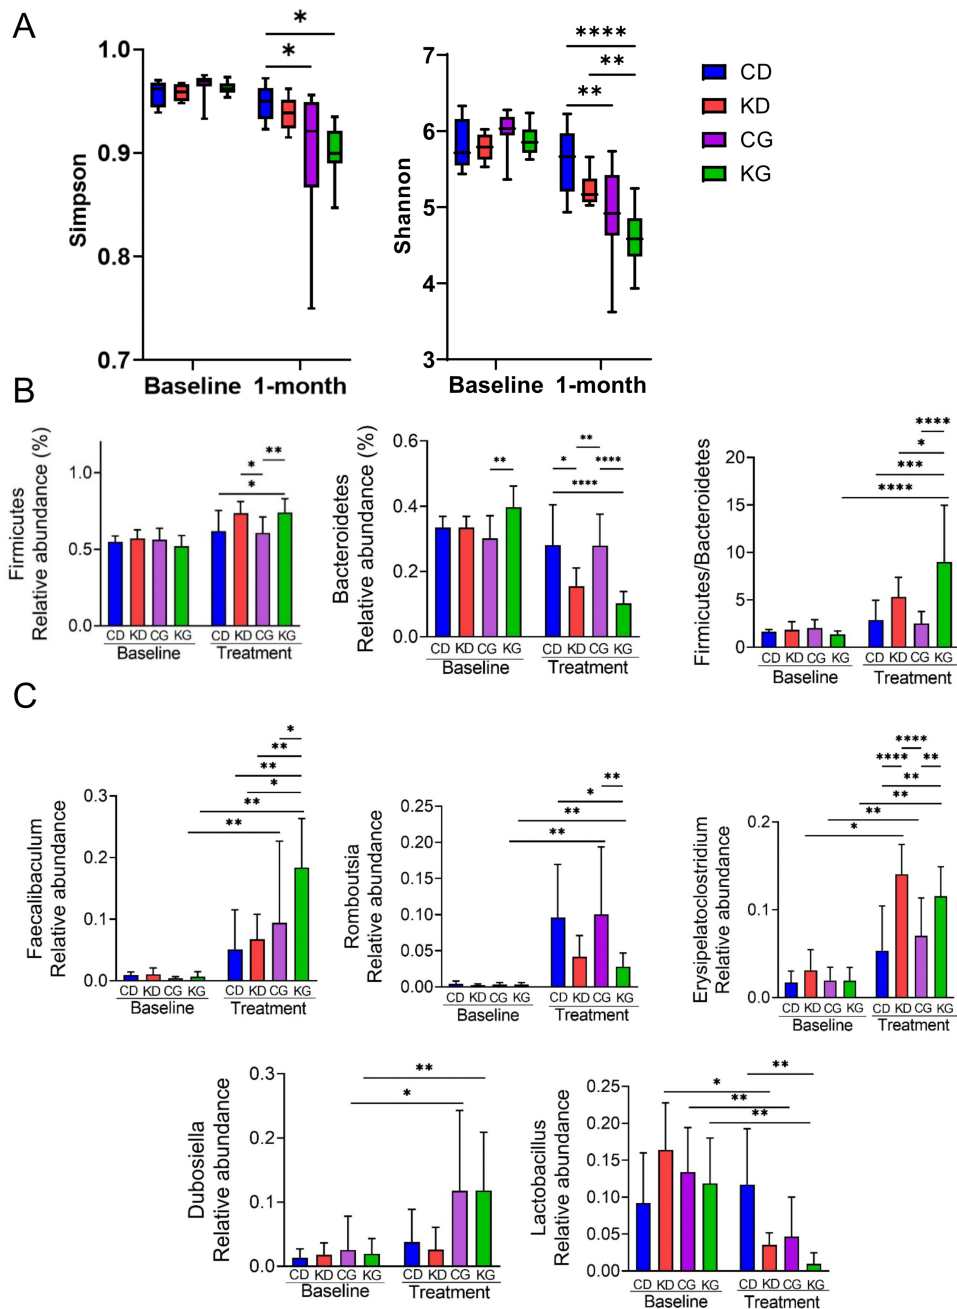 A
* 
*
1.0
0.9
0.8
0.7
Simpson
Baseline 1-month
****
**
**
7
6
5
4
3
Shannon
Baseline 1-month
CD
KD
CG
KG
B
Firmicutes
Relative abundance (%)
1.0
0.5
0.0
**
*
*
CD KD CG KG CD KD CG KG
Baseline Treatment
Bacteroidetes
Relative abundance (%)
0.6
0.4
0.2
0.0
**
**
* ****
****
CD KD CG KG CD KD CG KG
Baseline Treatment
Firmicutes/Bacteroidetes
20
15
10
5
0
****
*
***
****
CD KD CG KG CD KD CG KG
Baseline Treatment
C
Faecalibaculum
Relative abundance
0.3
0.2
0.1
0.0
*
**
**
*
**
**
CD KD CG KG CD KD CG KG
Baseline Treatment
Romboutsia
Relative abundance
0.25
0.20
0.15
0.10
0.05
0.00
**
*
**
**
CD KD CG KG CD KD CG KG
Baseline Treatment
Erysipelatoclostridium
Relative abundance
0.2
0.1
0.0
****
**** **
**
**
**
*
CD KD CG KG CD KD CG KG
Baseline Treatment
Dubosiella
Relative abundance
0.3
0.2
0.1
0.0
**
*
CD KD CG KG CD KD CG KG
Baseline Treatment
Lactobacillus
Relative abundance
0.25
0.20
0.15
0.10
0.05
0.00
**
*
**
**
CD KD CG KG CD KD CG KG
Baseline Treatment